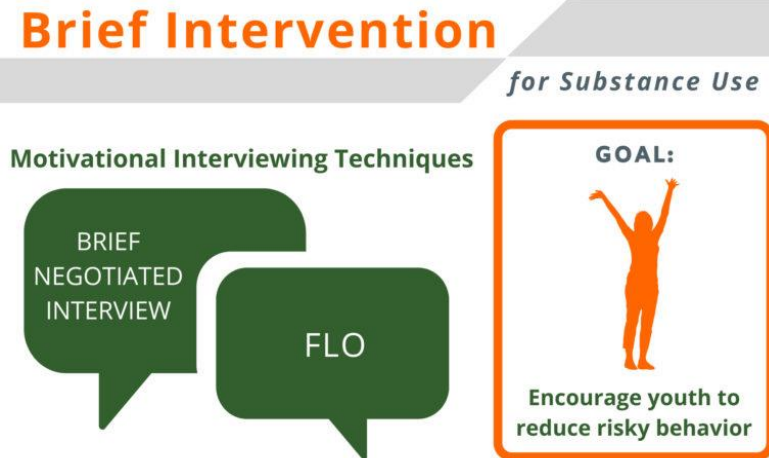 Brief Intervention
for Substance Use
Motivational Interviewing Techniques
BRIEF
NEGOTIATED
INTERVIEW
FLO
GOAL:
Encourage youth to
reduce risky behavior